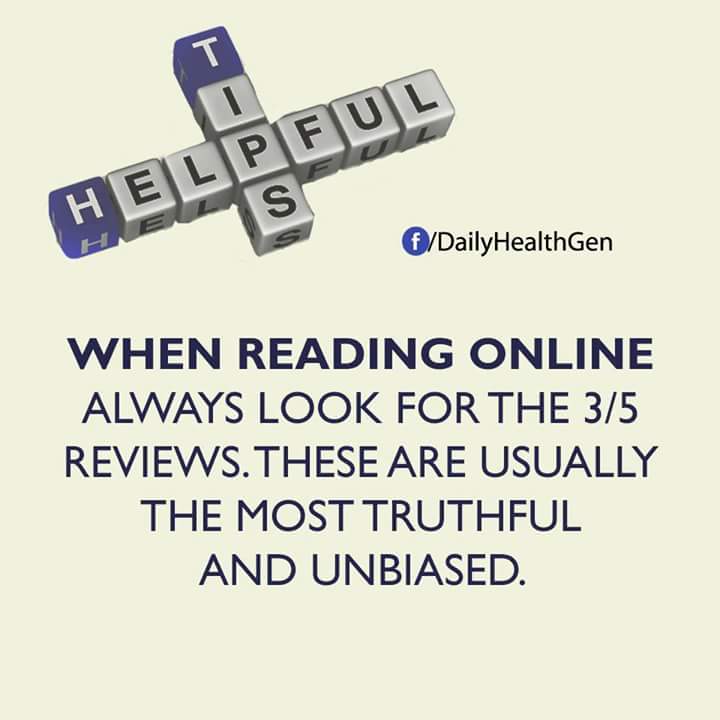 TIPS
HELPFUL
f/DailyHealthGen
WHEN READING ONLINE
ALWAYS LOOK FOR THE 3/5
REVIEWS. THESE ARE USUALLY
THE MOST TRUTHFUL
AND UNBIASED.